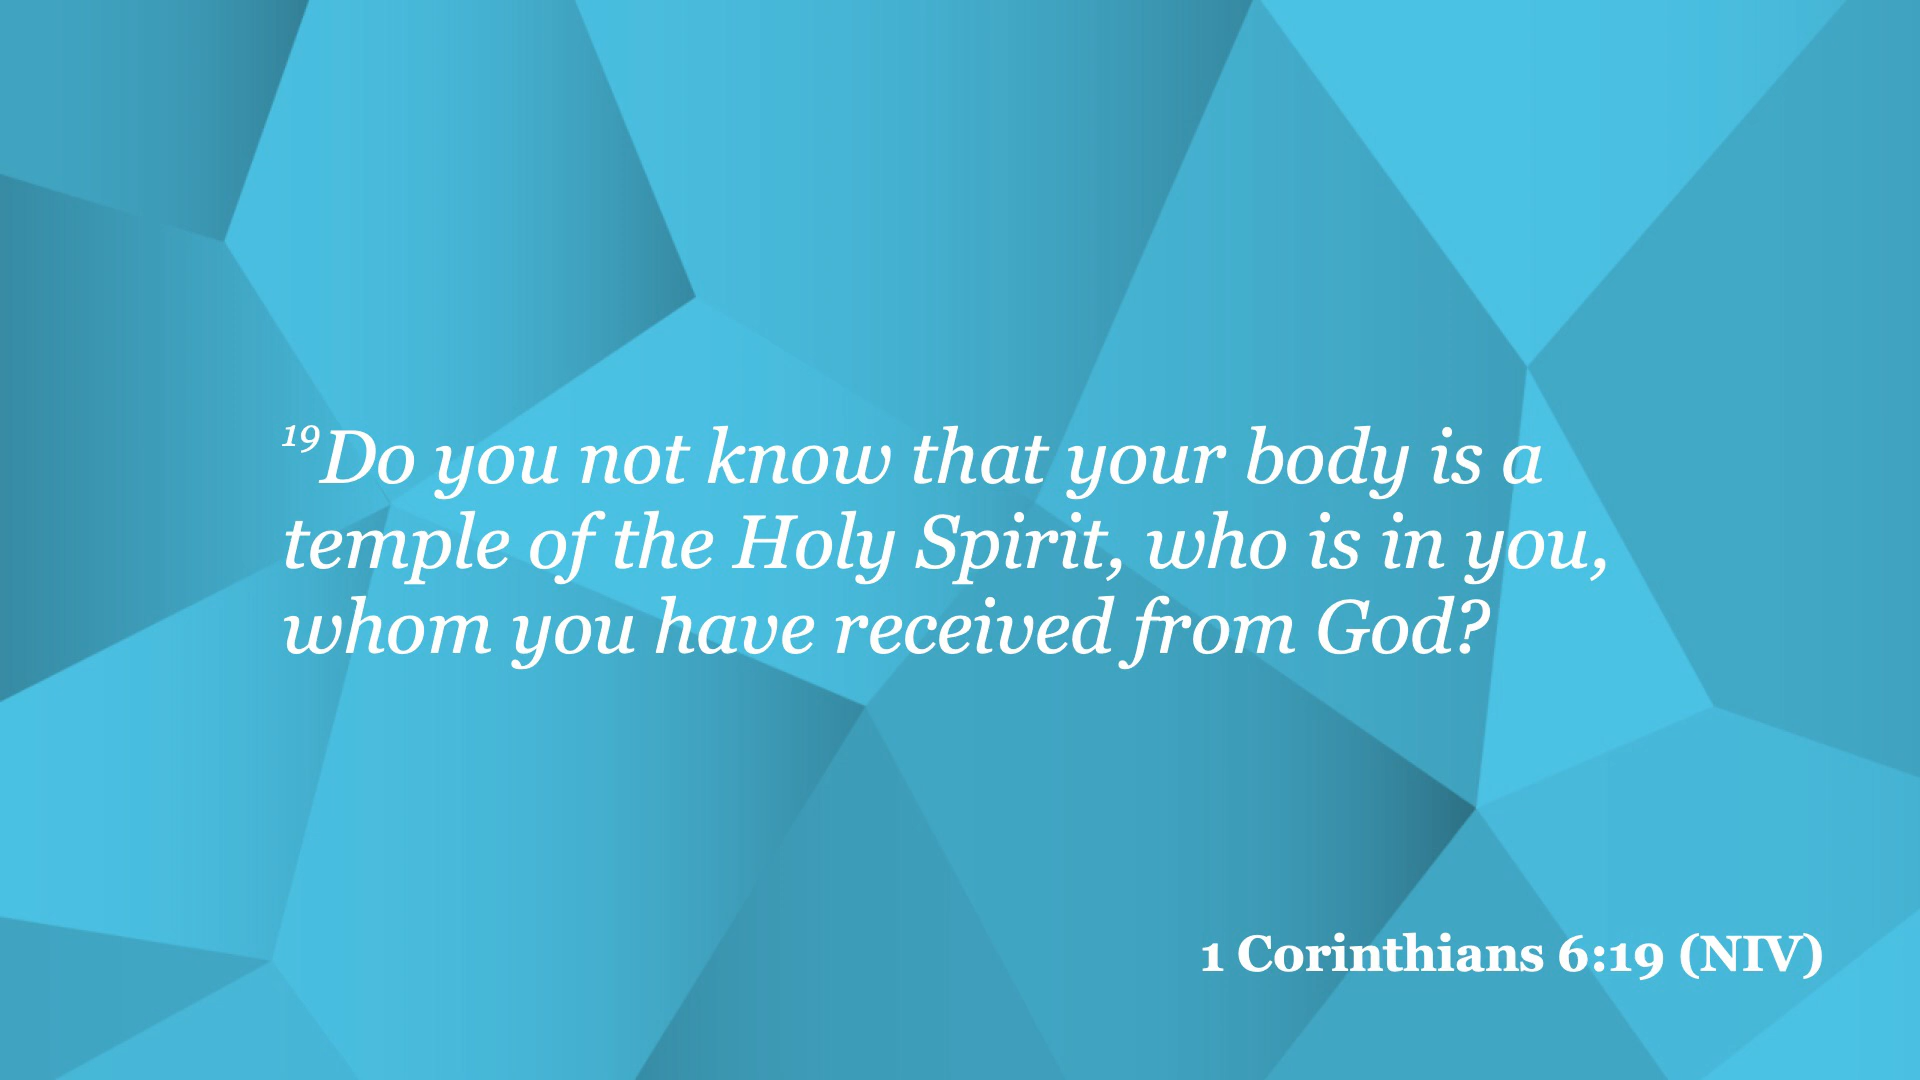 19Do you not know that your body is a
temple of the Holy Spirit, who is in you,
whom you have received from God?
1 Corinthians 6:19 (NIV)